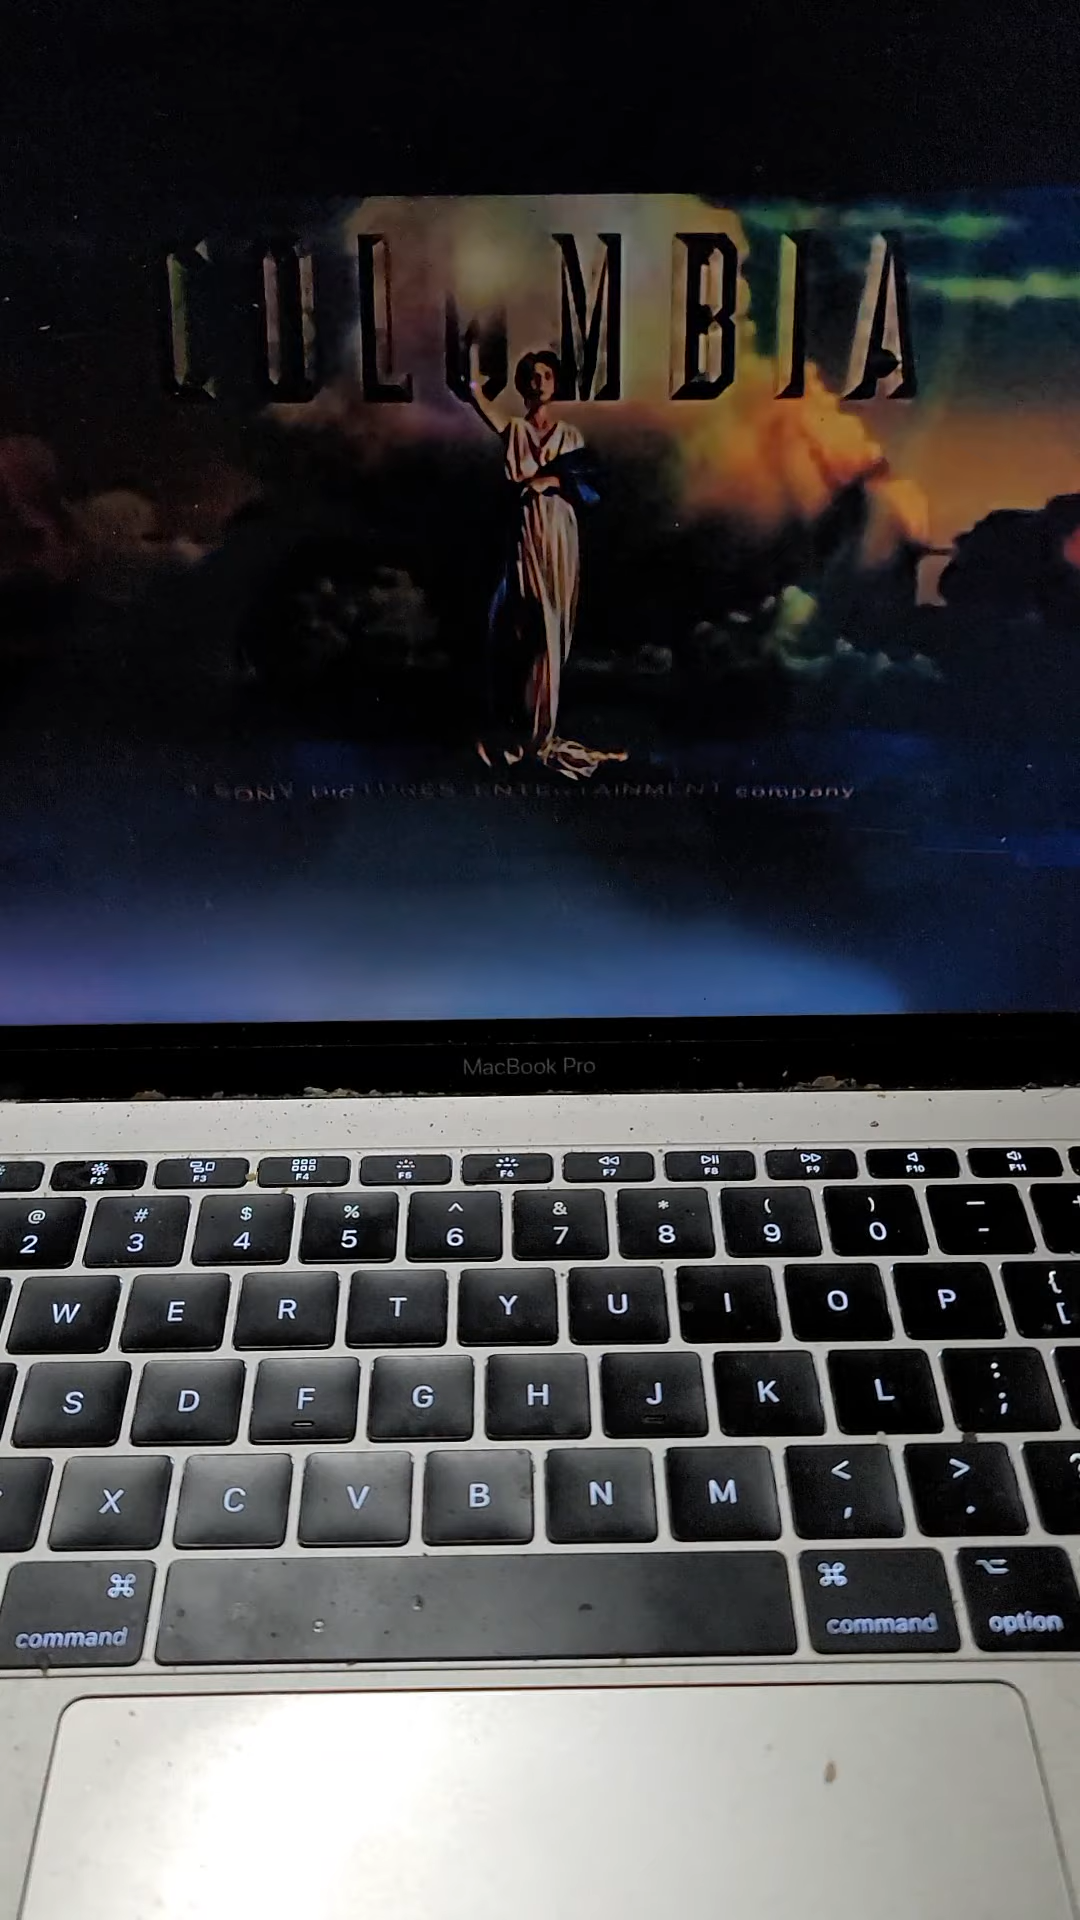 COLUMBIA
a SONY PICTURES ENTERTAINMENT company
MacBook Pro
F2 F3 F4 F5 F6 F7 F8 F9 F10 F11
@ # $ % ^ & * ( ) _
2 3 4 5 6 7 8 9 0 -
W E R T Y U I O P {
[
S D F G H J K L :
;
X C V B N M < > ?
, .
⌘ ⌘ ⌥
command command option